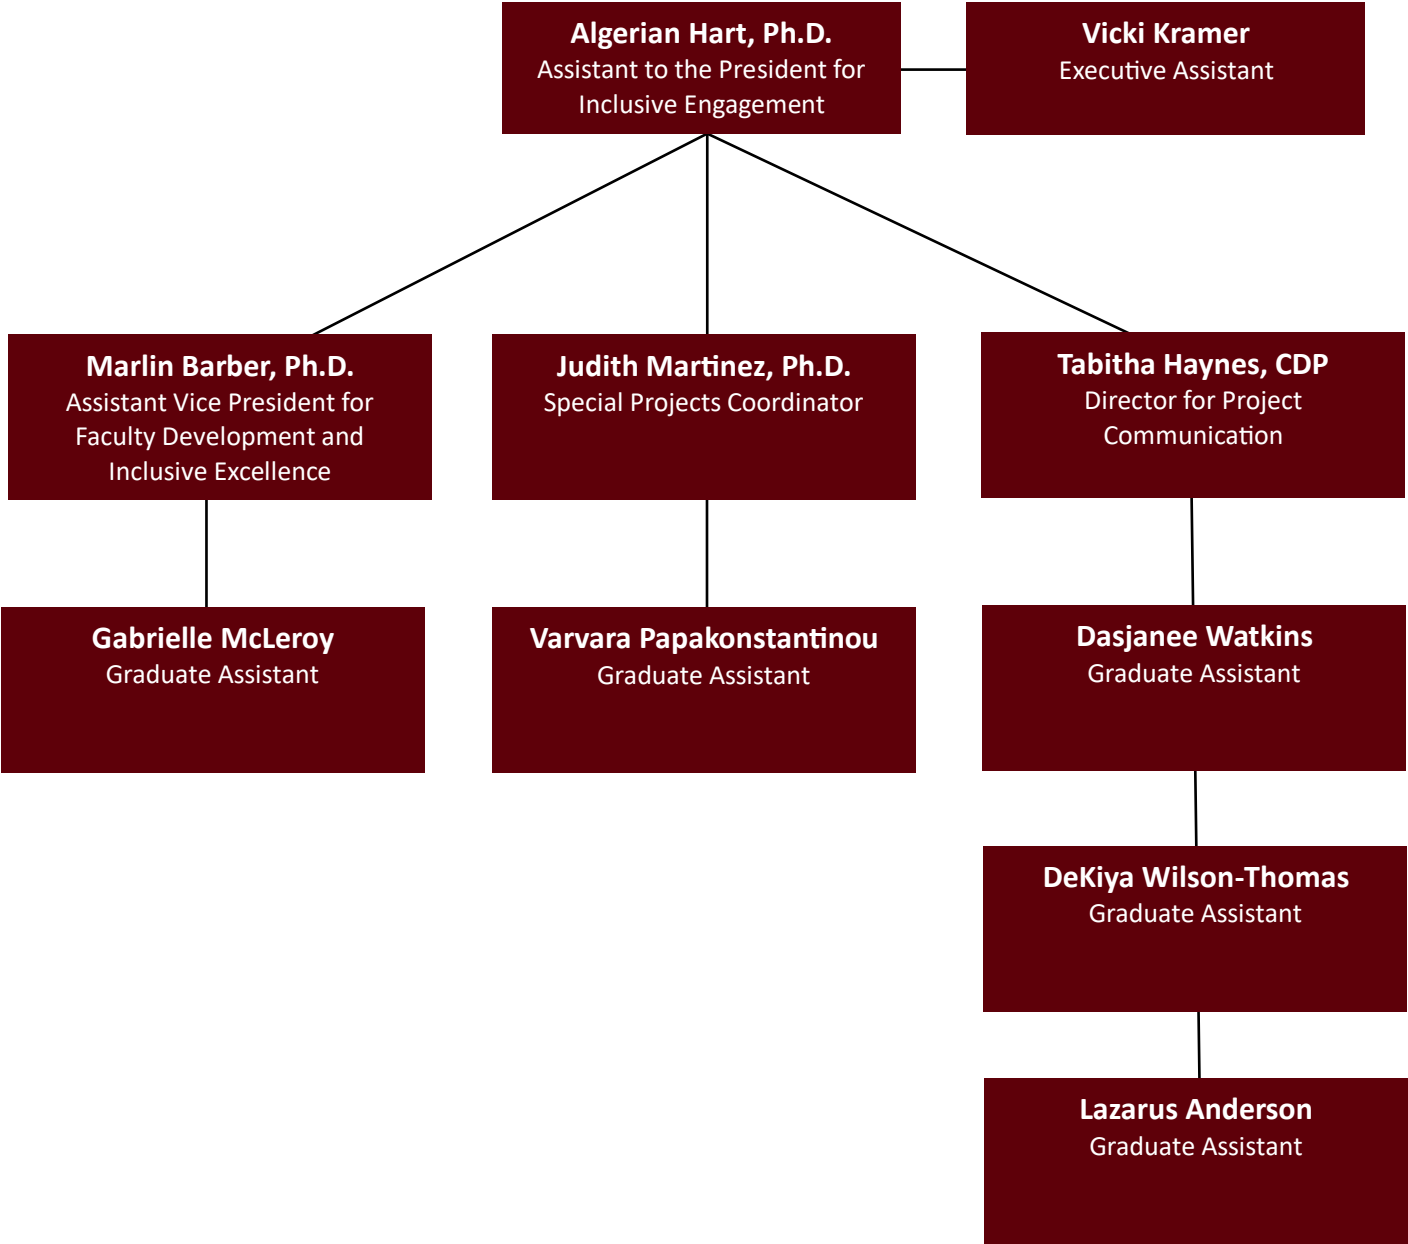 Algerian Hart, Ph.D.
Assistant to the President for
Inclusive Engagement
Vicki Kramer
Executive Assistant
Marlin Barber, Ph.D.
Assistant Vice President for
Faculty Development and
Inclusive Excellence
Judith Martinez, Ph.D.
Special Projects Coordinator
Tabitha Haynes, CDP
Director for Project
Communication
Gabrielle McLeroy
Graduate Assistant
Varvara Papakonstantinou
Graduate Assistant
Dasjanee Watkins
Graduate Assistant
DeKiya Wilson-Thomas
Graduate Assistant
Lazarus Anderson
Graduate Assistant